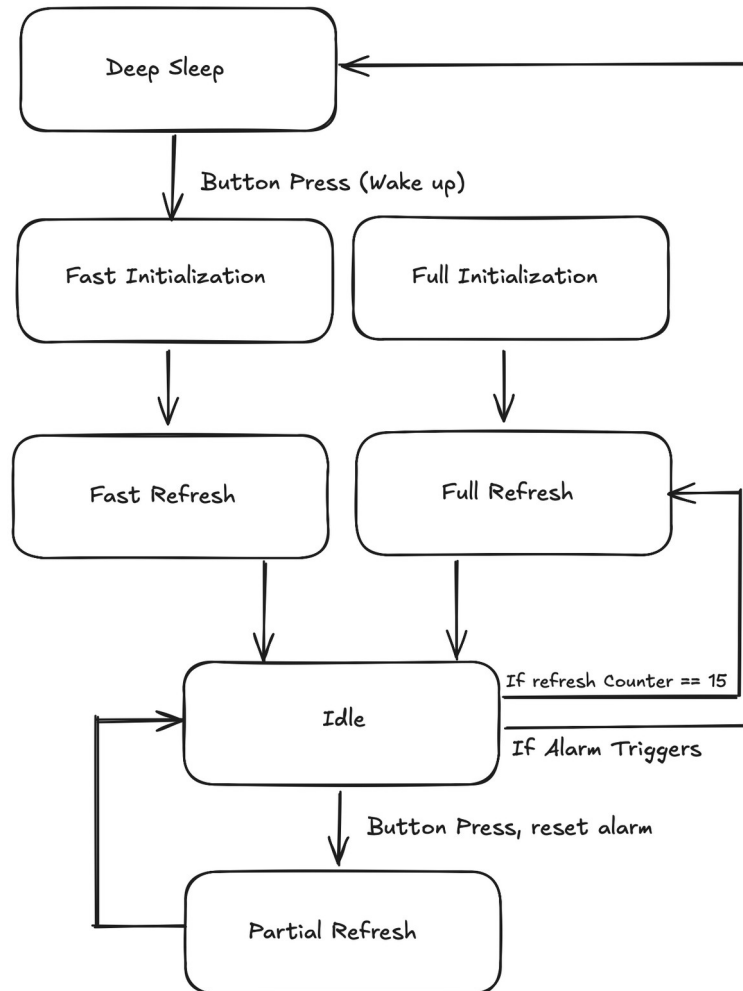 Deep Sleep
Button Press (Wake up)
Fast Initialization
Full Initialization
Fast Refresh
Full Refresh
If refresh Counter == 15
Idle
If Alarm Triggers
Button Press, reset alarm
Partial Refresh